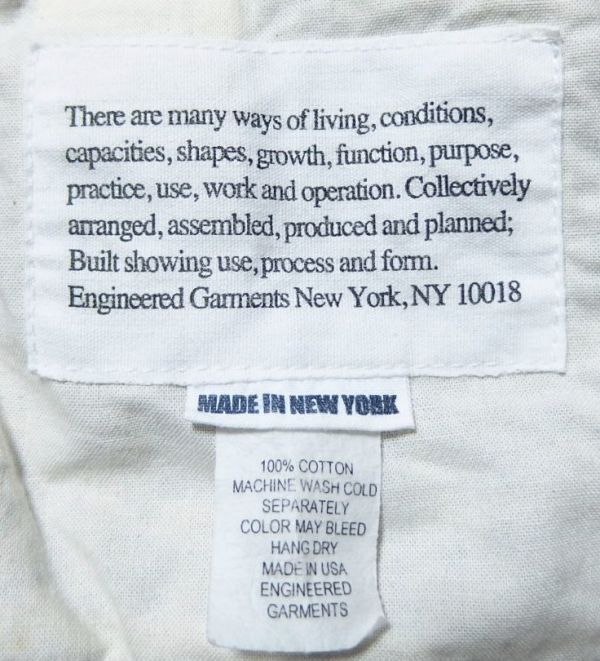 There are many ways of living, conditions,
capacities, shapes, growth, function, purpose,
practice, use, work and operation. Collectively
arranged, assembled, produced and planned;
Built showing use, process and form.
Engineered Garments New York, NY 10018
MADE IN NEW YORK
100% COTTON
MACHINE WASH COLD
SEPARATELY
COLOR MAY BLEED
HANG DRY
MADE IN USA
ENGINEERED
GARMENTS